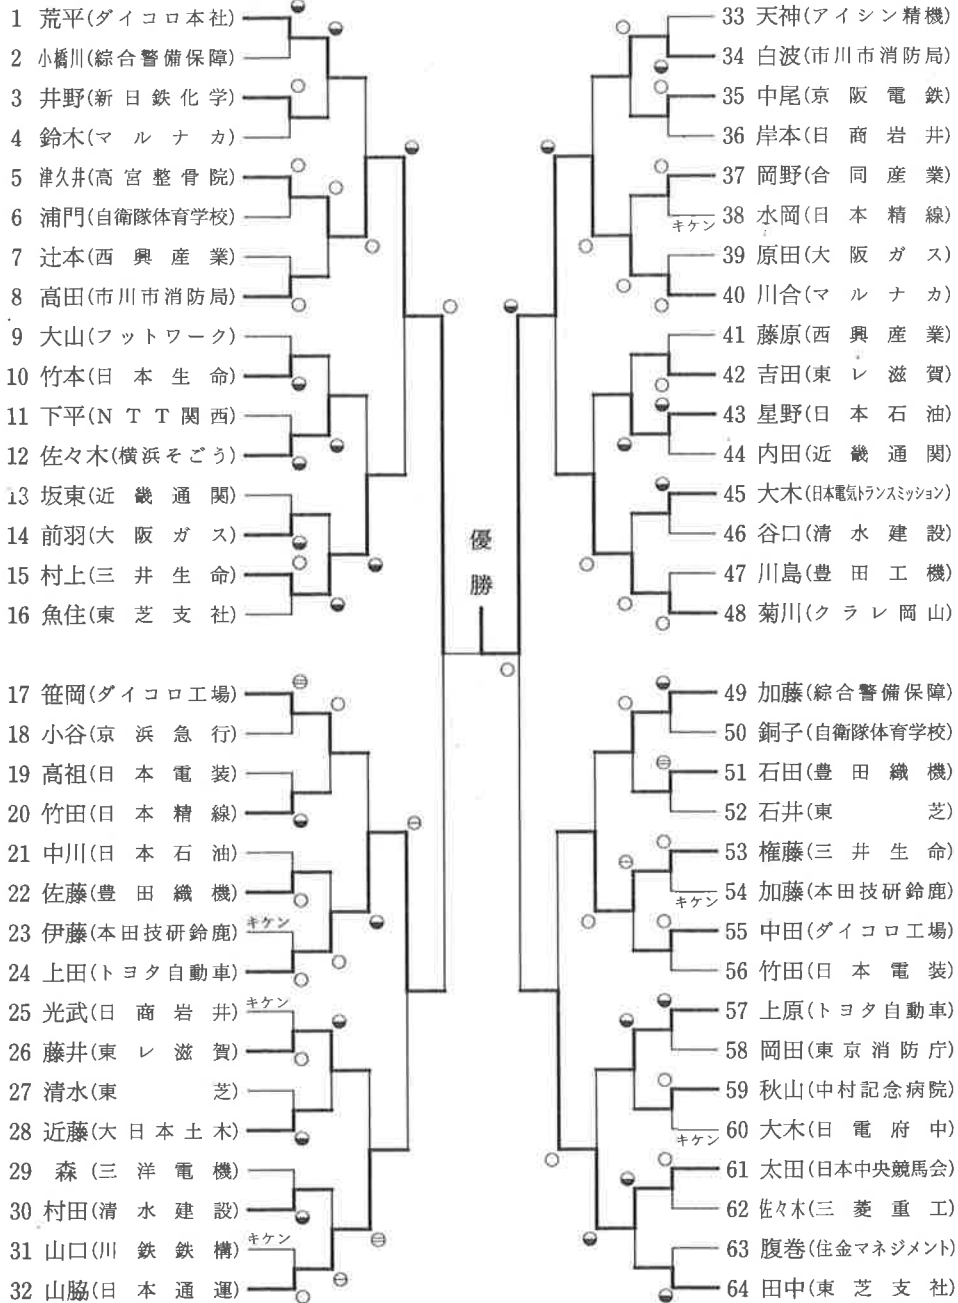 1 荒平(ダイコロ本社)
2 小橋川(綜合警備保障)
3 井野(新日鉄化学)
4 鈴木(マルナカ)
5 津久井(高宮整骨院)
6 浦門(自衛隊体育学校)
7 辻本(西興産業)
8 高田(市川市消防局)
9 大山(フットワーク)
10 竹本(日本生命)
11 下平(NTT関西)
12 佐々木(横浜そごう)
13 坂東(近畿通関)
14 前羽(大阪ガス)
15 村上(三井生命)
16 魚住(東芝支社)
17 笹岡(ダイコロ工場)
18 小谷(京浜急行)
19 高祖(日本電装)
20 竹田(日本精線)
21 中川(日本石油)
22 佐藤(豊田織機)
23 伊藤(本田技研鈴鹿) キケン
24 上田(トヨタ自動車)
25 光武(日商岩井) キケン
26 藤井(東レ滋賀)
27 清水(東芝)
28 近藤(大日本土木)
29 森(三洋電機)
30 村田(清水建設)
31 山口(川鉄鉄構) キケン
32 山脇(日本通運)
優勝
33 天神(アイシン精機)
34 白波(市川市消防局)
35 中尾(京阪電鉄)
36 岸本(日商岩井)
37 岡野(合同産業)
キケン 38 水岡(日本精線)
39 原田(大阪ガス)
40 川合(マルナカ)
41 藤原(西興産業)
42 吉田(東レ滋賀)
43 星野(日本石油)
44 内田(近畿通関)
45 大木(日本電気トランスミッション)
46 谷口(清水建設)
47 川島(豊田工機)
48 菊川(クラレ岡山)
49 加藤(綜合警備保障)
50 銅子(自衛隊体育学校)
51 石田(豊田織機)
52 石井(東芝)
53 権藤(三井生命)
キケン 54 加藤(本田技研鈴鹿)
55 中田(ダイコロ工場)
56 竹田(日本電装)
57 上原(トヨタ自動車)
58 岡田(東京消防庁)
59 秋山(中村記念病院)
キケン 60 大木(日電府中)
61 太田(日本中央競馬会)
62 佐々木(三菱重工)
63 腹巻(住金マネジメント)
64 田中(東芝支社)